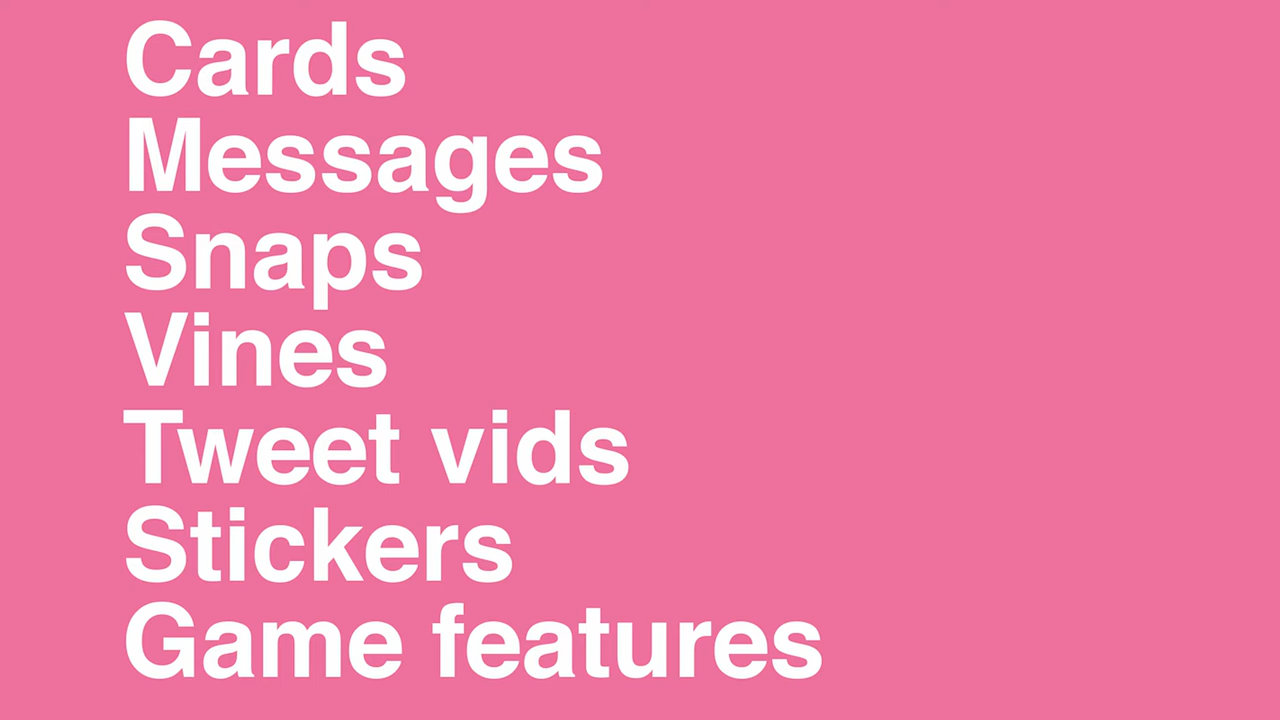 Cards
Messages
Snaps
Vines
Tweet vids
Stickers
Game features